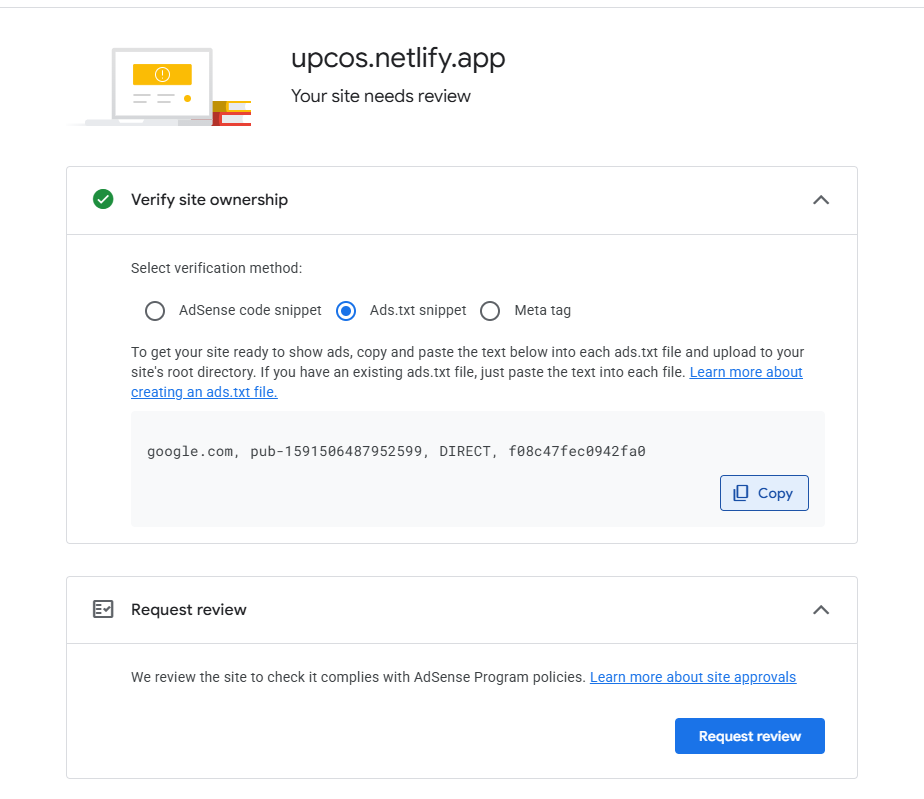 upcos.netlify.app
Your site needs review
Verify site ownership
Select verification method:
AdSense code snippet Ads.txt snippet Meta tag
To get your site ready to show ads, copy and paste the text below into each ads.txt file and upload to your
site's root directory. If you have an existing ads.txt file, just paste the text into each file. Learn more about
creating an ads.txt file.
google.com, pub-1591506487952599, DIRECT, f08c47fec0942fa0
Copy
Request review
We review the site to check it complies with AdSense Program policies. Learn more about site approvals
Request review